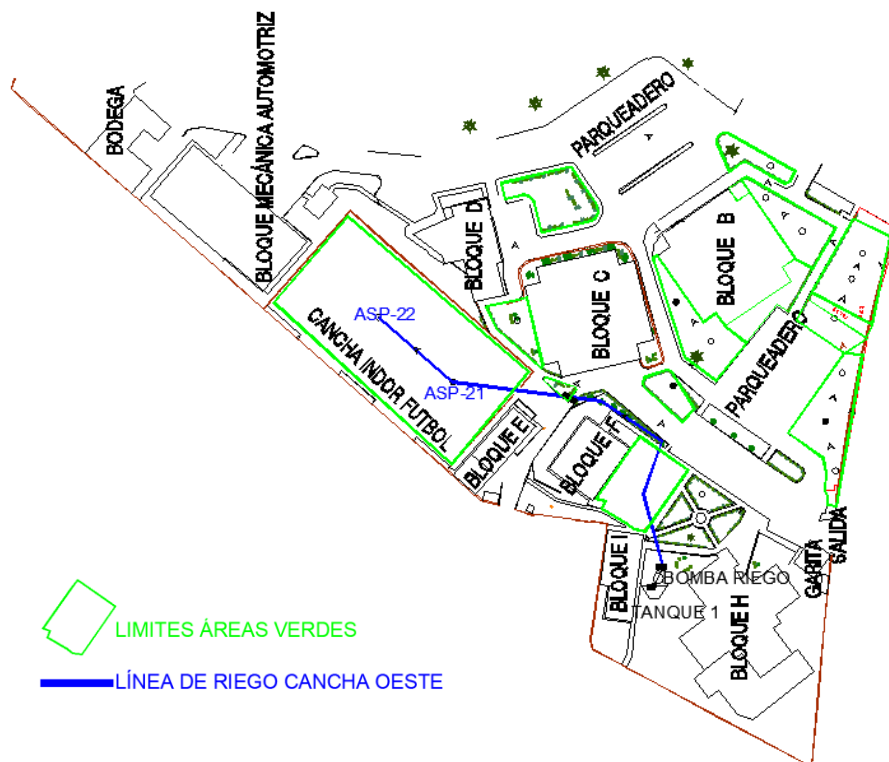 BODEGA
BLOQUE MECÁNICA AUTOMOTRIZ
PARQUEADERO
BLOQUE D
BLOQUE B
BLOQUE C
ASP-22
CANCHA INDOR FUTBOL
ASP-21
PARQUEADERO
BLOQUE E
BLOQUE F
BLOQUE I
BOMBA RIEGO
TANQUE 1
BLOQUE H
GARITA
SALIDA
LIMITES ÁREAS VERDES
LÍNEA DE RIEGO CANCHA OESTE